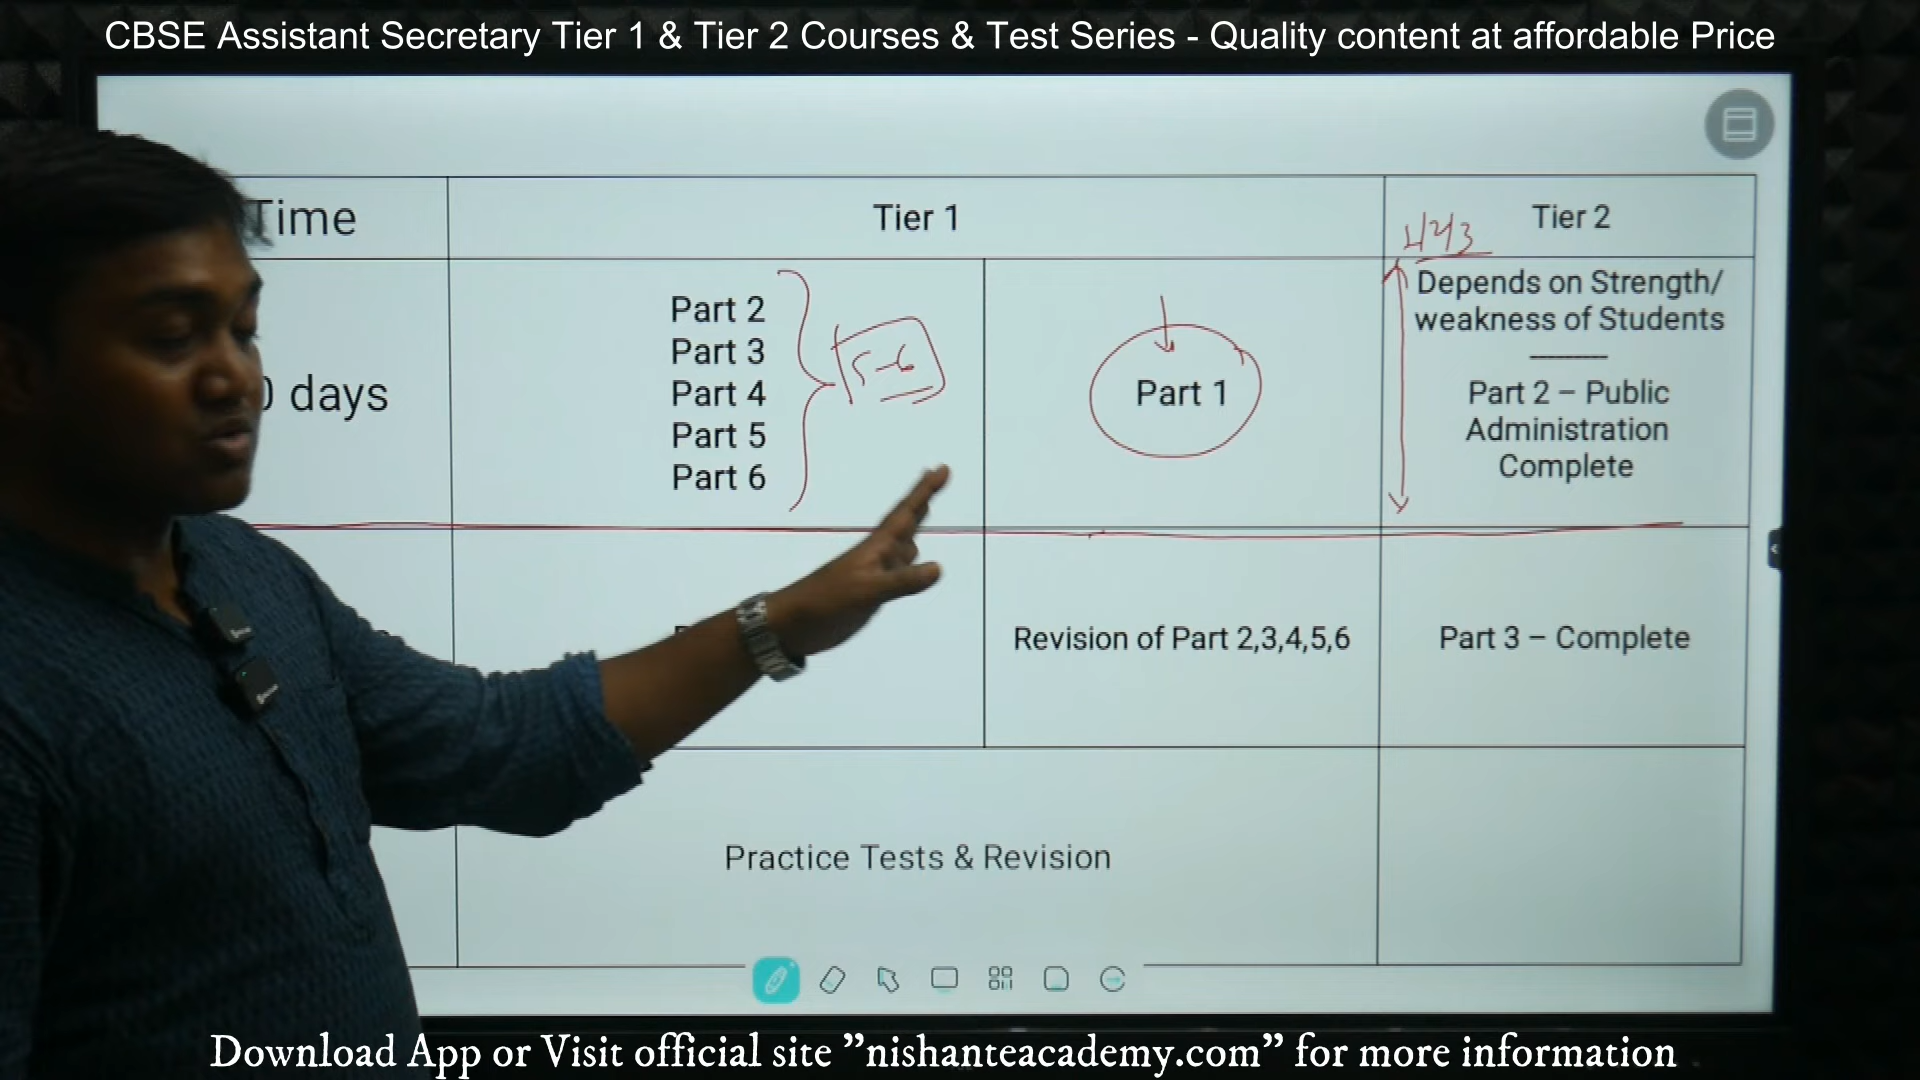 CBSE Assistant Secretary Tier 1 & Tier 2 Courses & Test Series - Quality content at affordable Price
Time
Tier 1
Tier 2
days
Part 2
Part 3
Part 4
Part 5
Part 6
5-6
Part 1
Depends on Strength/
weakness of Students
Part 2 – Public
Administration
Complete
Revision of Part 2,3,4,5,6
Part 3 – Complete
Practice Tests & Revision
Download App or Visit official site "nishanteacademy.com" for more information